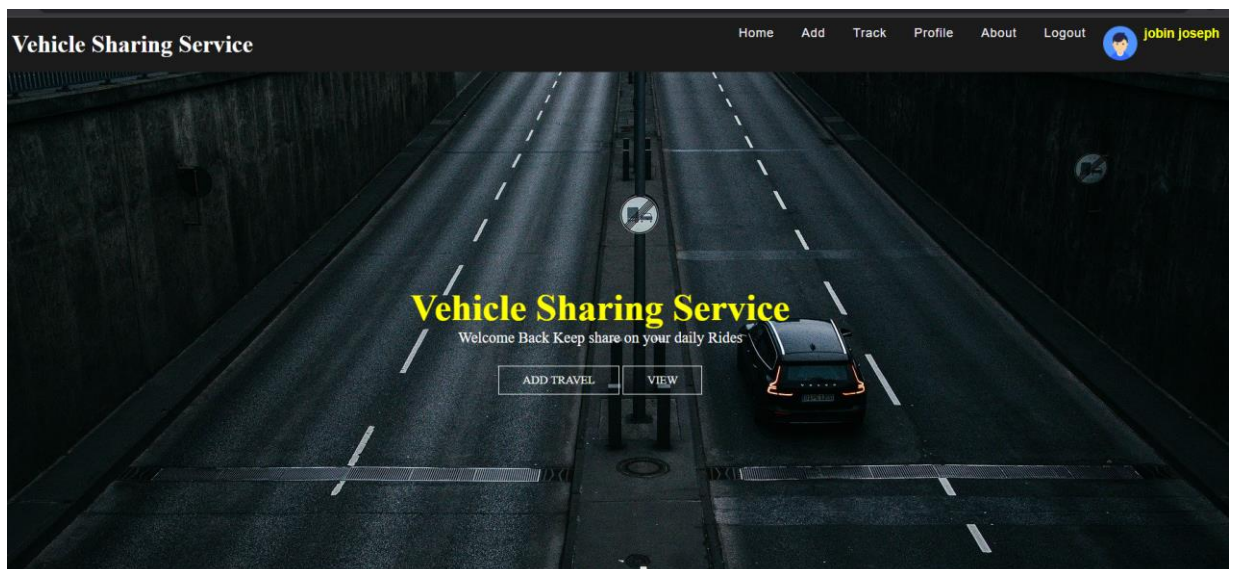 Vehicle Sharing Service
Home Add Track Profile About Logout jobin joseph
Vehicle Sharing Service
Welcome Back Keep share on your daily Rides
ADD TRAVEL VIEW
VOLVO